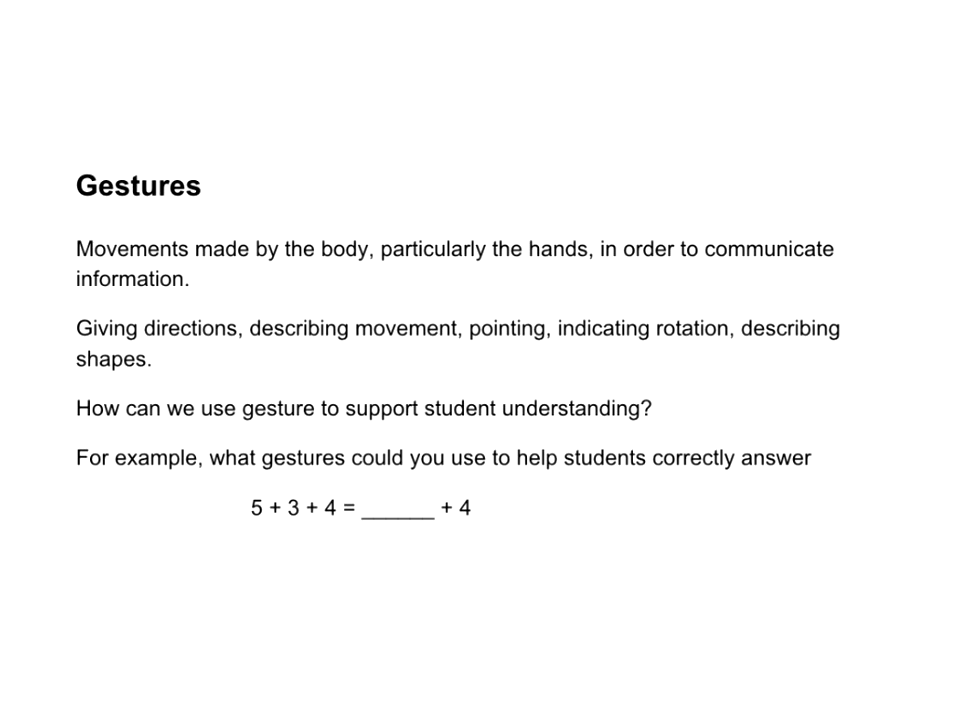 Gestures
Movements made by the body, particularly the hands, in order to communicate
information.
Giving directions, describing movement, pointing, indicating rotation, describing
shapes.
How can we use gesture to support student understanding?
For example, what gestures could you use to help students correctly answer
5 + 3 + 4 = ______ + 4